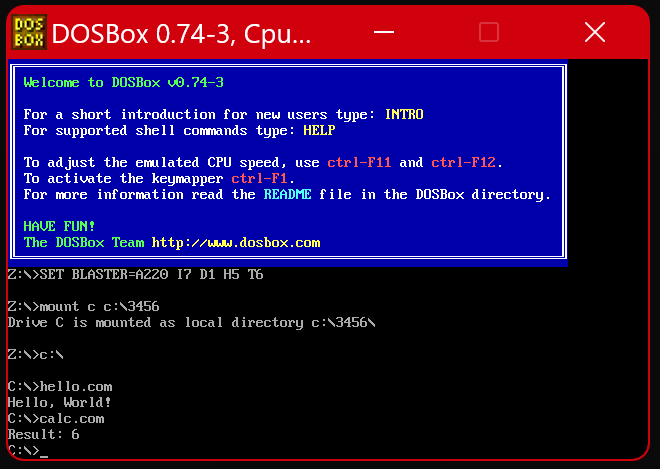 DOS
BOX
DOSBox 0.74-3, Cpu...
Welcome to DOSBox v0.74-3
For a short introduction for new users type: INTRO
For supported shell commands type: HELP
To adjust the emulated CPU speed, use ctrl-F11 and ctrl-F12.
To activate the keymapper ctrl-F1.
For more information read the README file in the DOSBox directory.
HAVE FUN!
The DOSBox Team http://www.dosbox.com
Z:\>SET BLASTER=A220 I7 D1 H5 T6
Z:\>mount c c:\3456
Drive C is mounted as local directory c:\3456\
Z:\>c:\
C:\>hello.com
Hello, World!
C:\>calc.com
Result: 6
C:\>_